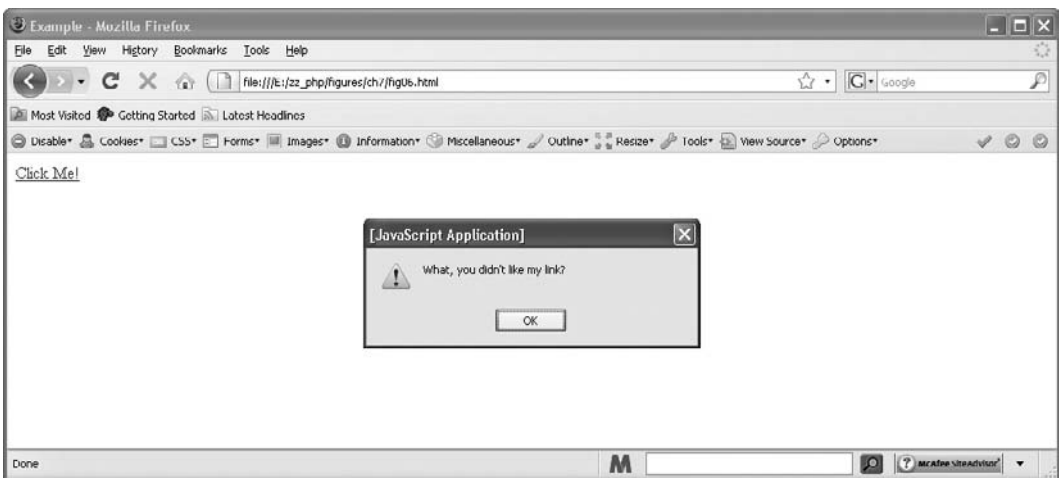 Example - Mozilla Firefox
File Edit View History Bookmarks Tools Help
file:///E:/zz_php/figures/ch7/fig06.html G Google
Most Visited Getting Started Latest Headlines
Disable Cookies CSS Forms Images Information Miscellaneous Outline Resize Tools View Source Options
Click Me!
[JavaScript Application]
What, you didn't like my link?
OK
Done M McAfee SiteAdvisor